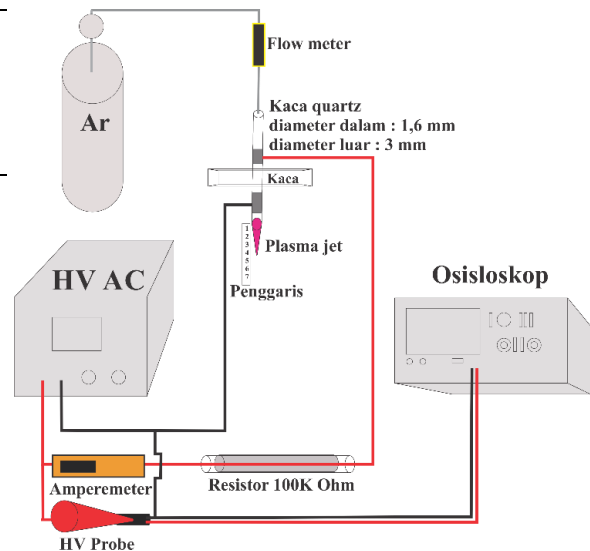 Flow meter
Ar
Kaca quartz
diameter dalam : 1,6 mm
diameter luar : 3 mm
Kaca
1
2
3
4
5
6
7
Plasma jet
Penggaris
HV AC
Osisloskop
Amperemeter
Resistor 100K Ohm
HV Probe